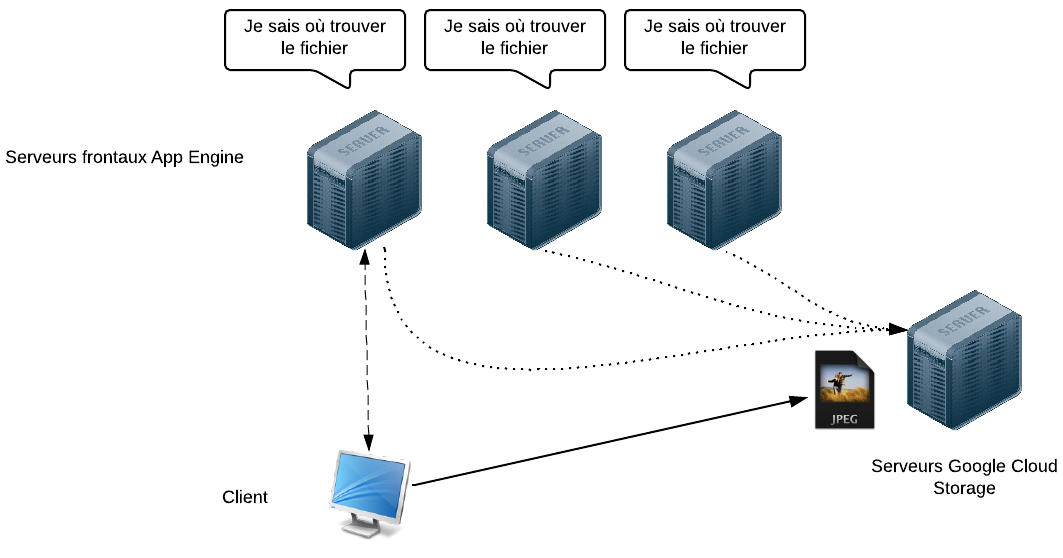 Je sais où trouver
le fichier
Je sais où trouver
le fichier
Je sais où trouver
le fichier
Serveurs frontaux App Engine
SERVER
SERVER
SERVER
SERVER
JPEG
Serveurs Google Cloud
Storage
Client